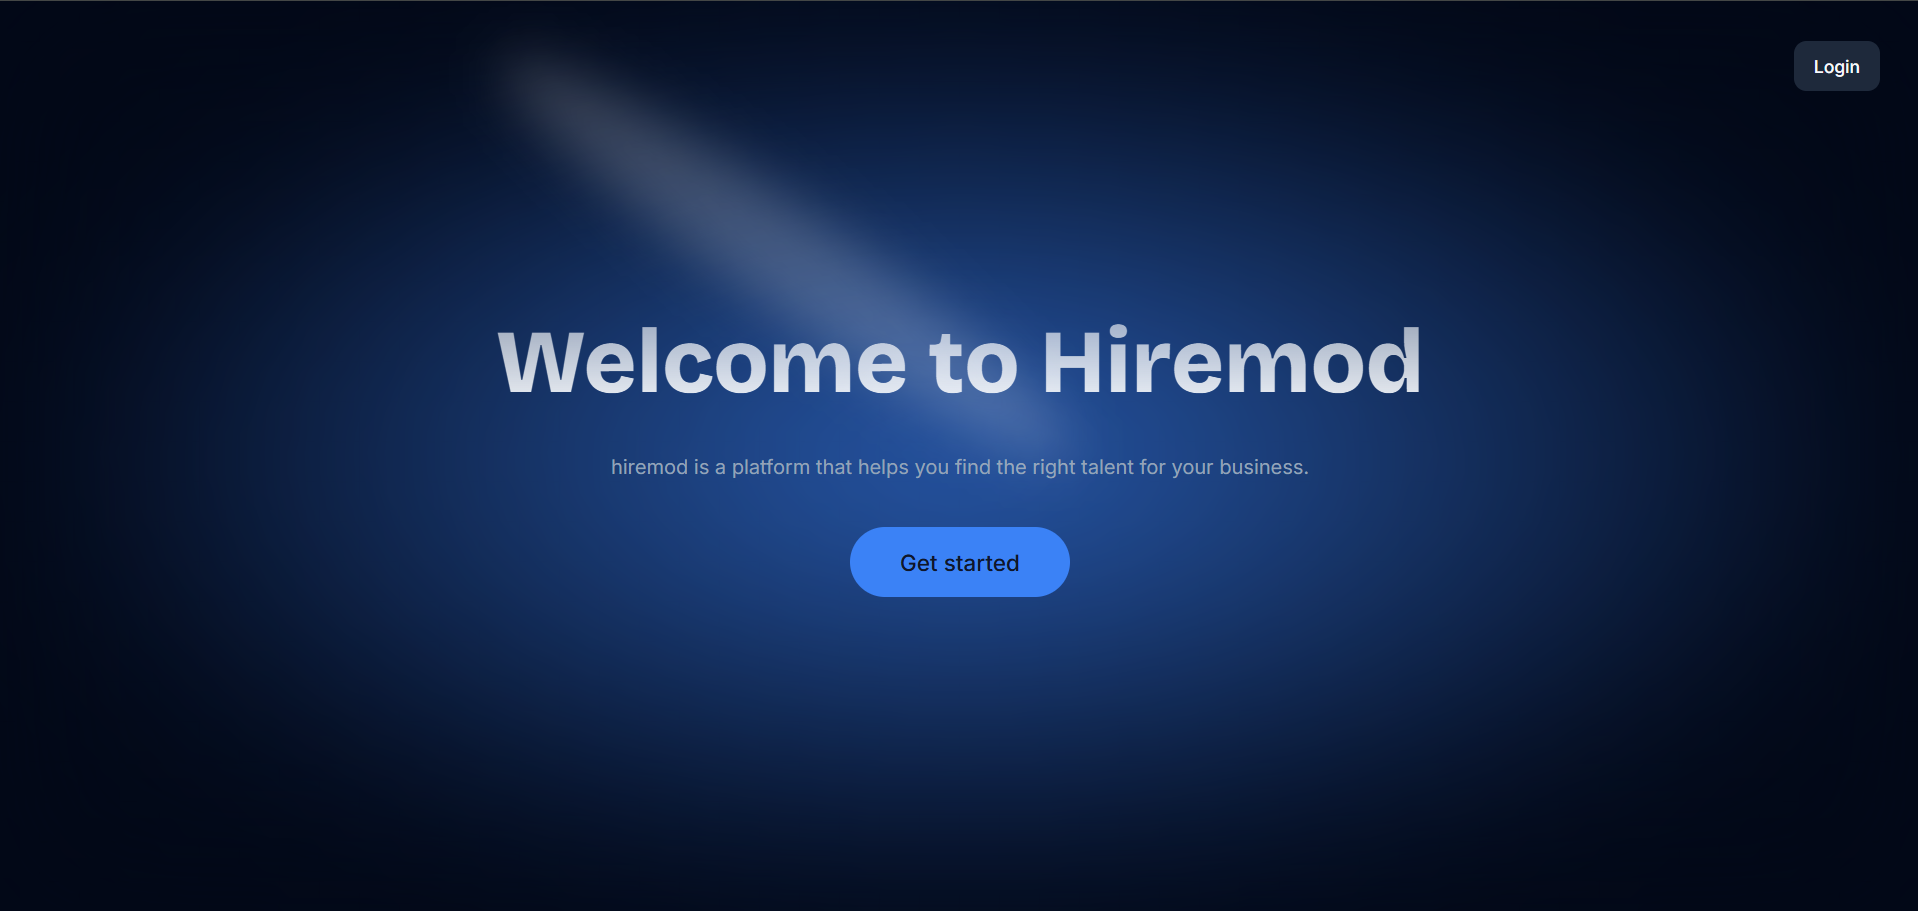 Login
Welcome to Hiremod
hiremod is a platform that helps you find the right talent for your business.
Get started